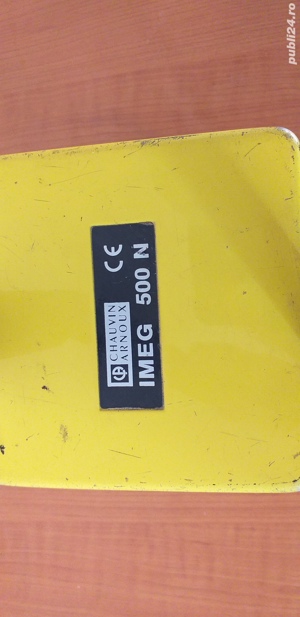 publi24.ro
CHAUVIN
ARNOUX
CE
IMEG 500 N